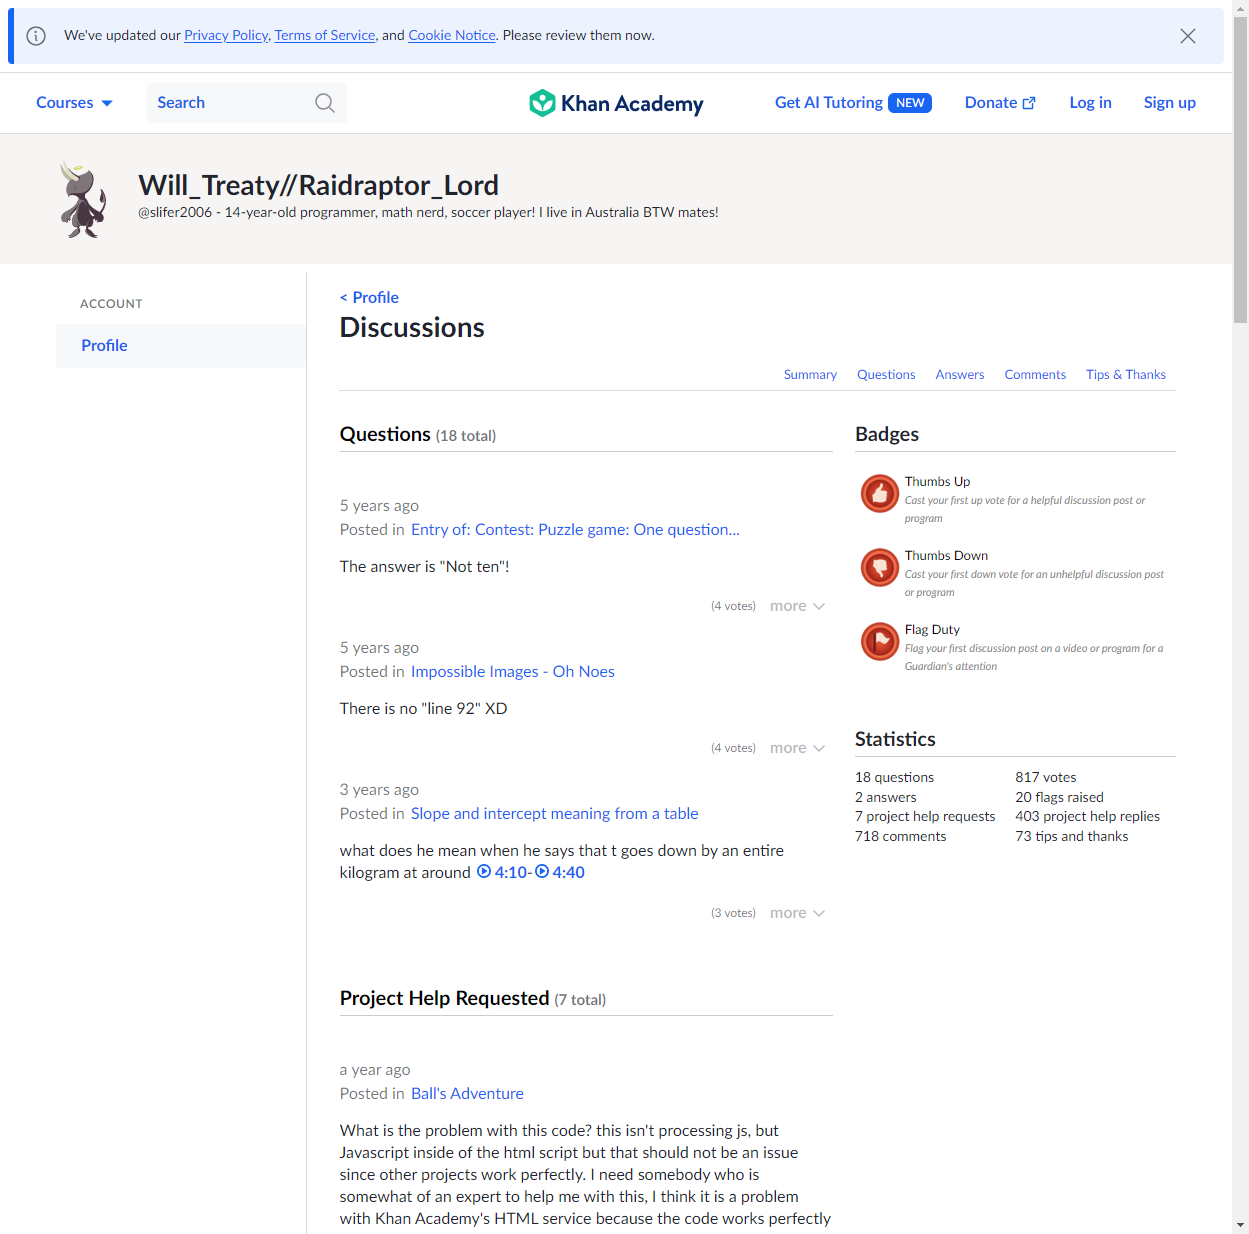 We've updated our Privacy Policy, Terms of Service, and Cookie Notice. Please review them now.
Courses
Search
Khan Academy
Get AI Tutoring NEW
Donate
Log in
Sign up
Will_Treaty//Raidraptor_Lord
@slifer2006 - 14-year-old programmer, math nerd, soccer player! I live in Australia BTW mates!
ACCOUNT
Profile
< Profile
Discussions
Summary Questions Answers Comments Tips & Thanks
Questions (18 total)
5 years ago
Posted in Entry of: Contest: Puzzle game: One question...
The answer is "Not ten"!
(4 votes) more
5 years ago
Posted in Impossible Images - Oh Noes
There is no "line 92" XD
(4 votes) more
3 years ago
Posted in Slope and intercept meaning from a table
what does he mean when he says that t goes down by an entire
kilogram at around 4:10- 4:40
(3 votes) more
Project Help Requested (7 total)
a year ago
Posted in Ball's Adventure
What is the problem with this code? this isn't processing js, but
Javascript inside of the html script but that should not be an issue
since other projects work perfectly. I need somebody who is
somewhat of an expert to help me with this, I think it is a problem
with Khan Academy's HTML service because the code works perfectly
Badges
Thumbs Up
Cast your first up vote for a helpful discussion post or
program
Thumbs Down
Cast your first down vote for an unhelpful discussion post
or program
Flag Duty
Flag your first discussion post on a video or program for a
Guardian's attention
Statistics
18 questions
2 answers
7 project help requests
718 comments
817 votes
20 flags raised
403 project help replies
73 tips and thanks